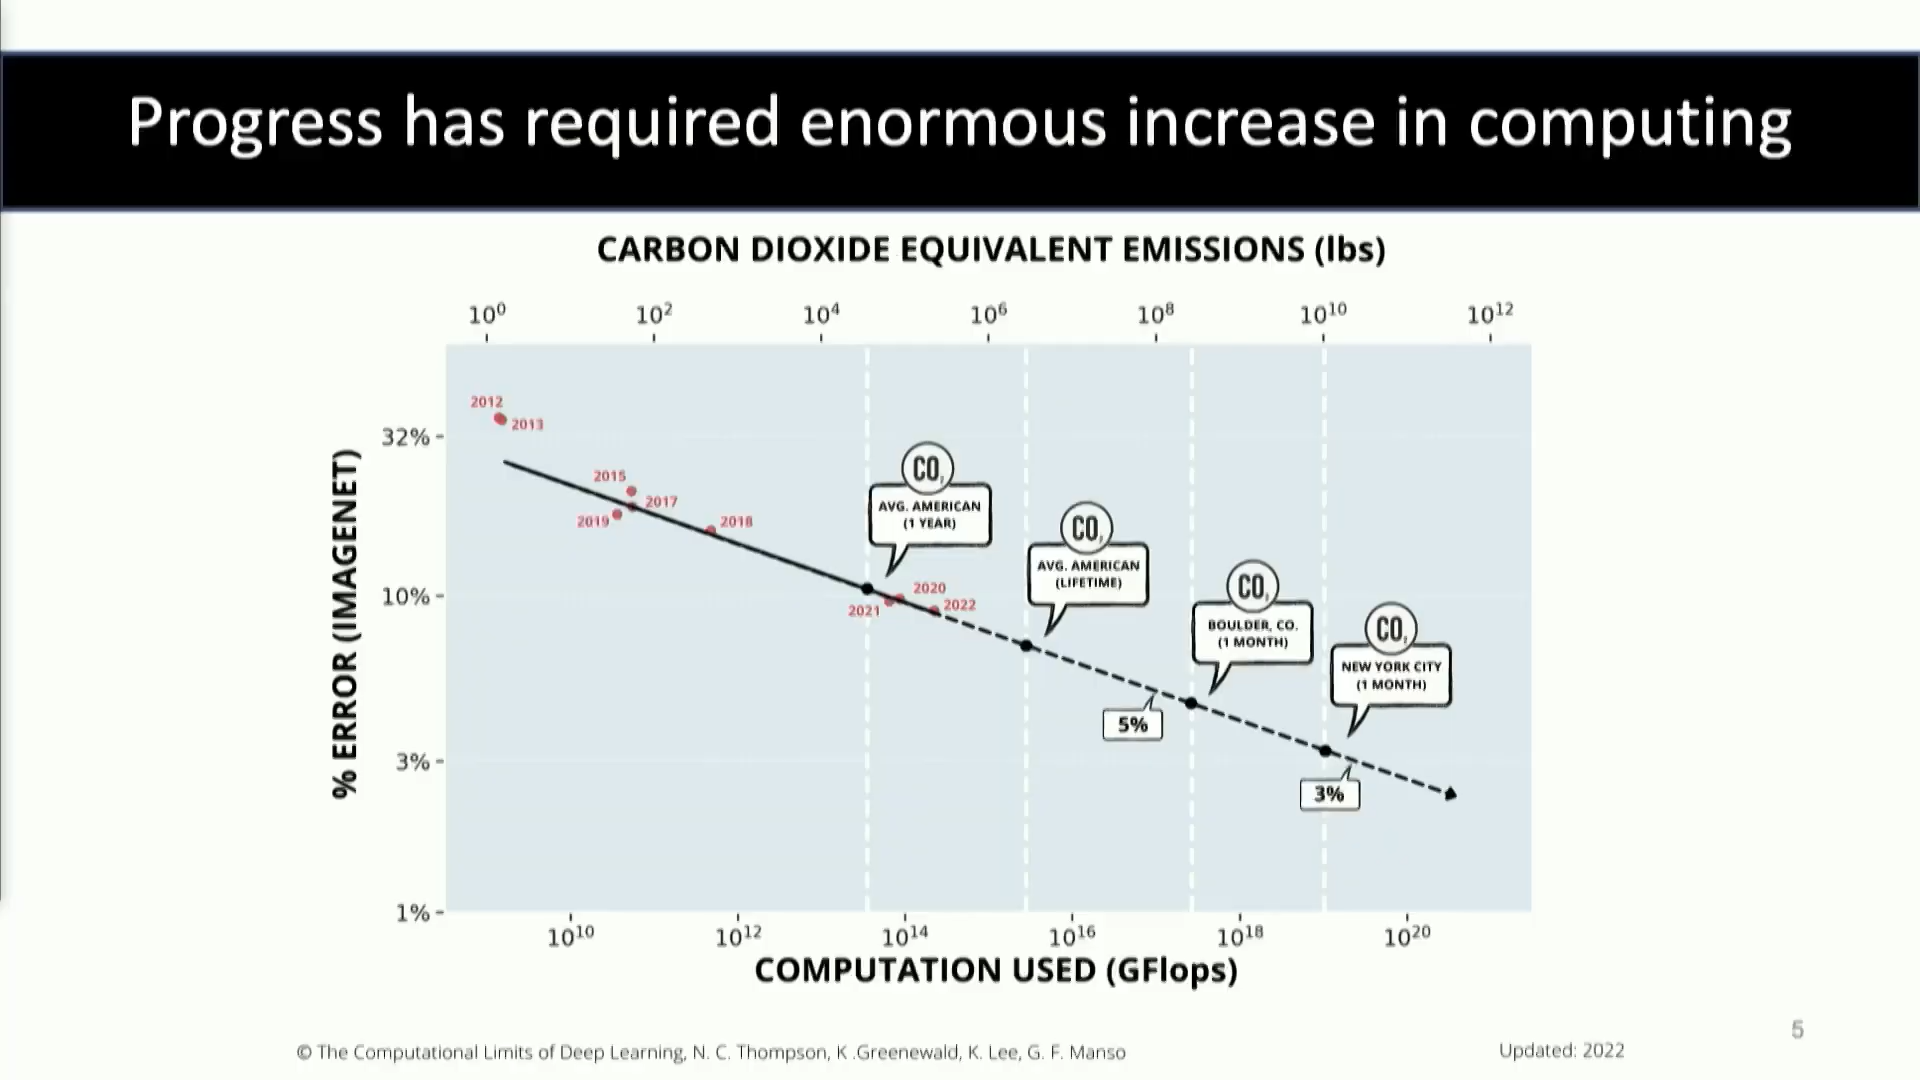 Progress has required enormous increase in computing
CARBON DIOXIDE EQUIVALENT EMISSIONS (lbs)
10⁰ 10² 10⁴ 10⁶ 10⁸ 10¹⁰ 10¹²
2012
2013
32%
% ERROR (IMAGENET)
CO₂
AVG. AMERICAN
(1 YEAR)
2015
2017
2019
2018
CO₂
AVG. AMERICAN
(LIFETIME)
10%
2020
2021
2022
CO₂
BOULDER, CO.
(1 MONTH)
CO₂
NEW YORK CITY
(1 MONTH)
5%
3%
3%
1%
10¹⁰ 10¹² 10¹⁴ 10¹⁶ 10¹⁸ 10²⁰
COMPUTATION USED (GFlops)
5
© The Computational Limits of Deep Learning, N. C. Thompson, K .Greenewald, K. Lee, G. F. Manso
Updated: 2022